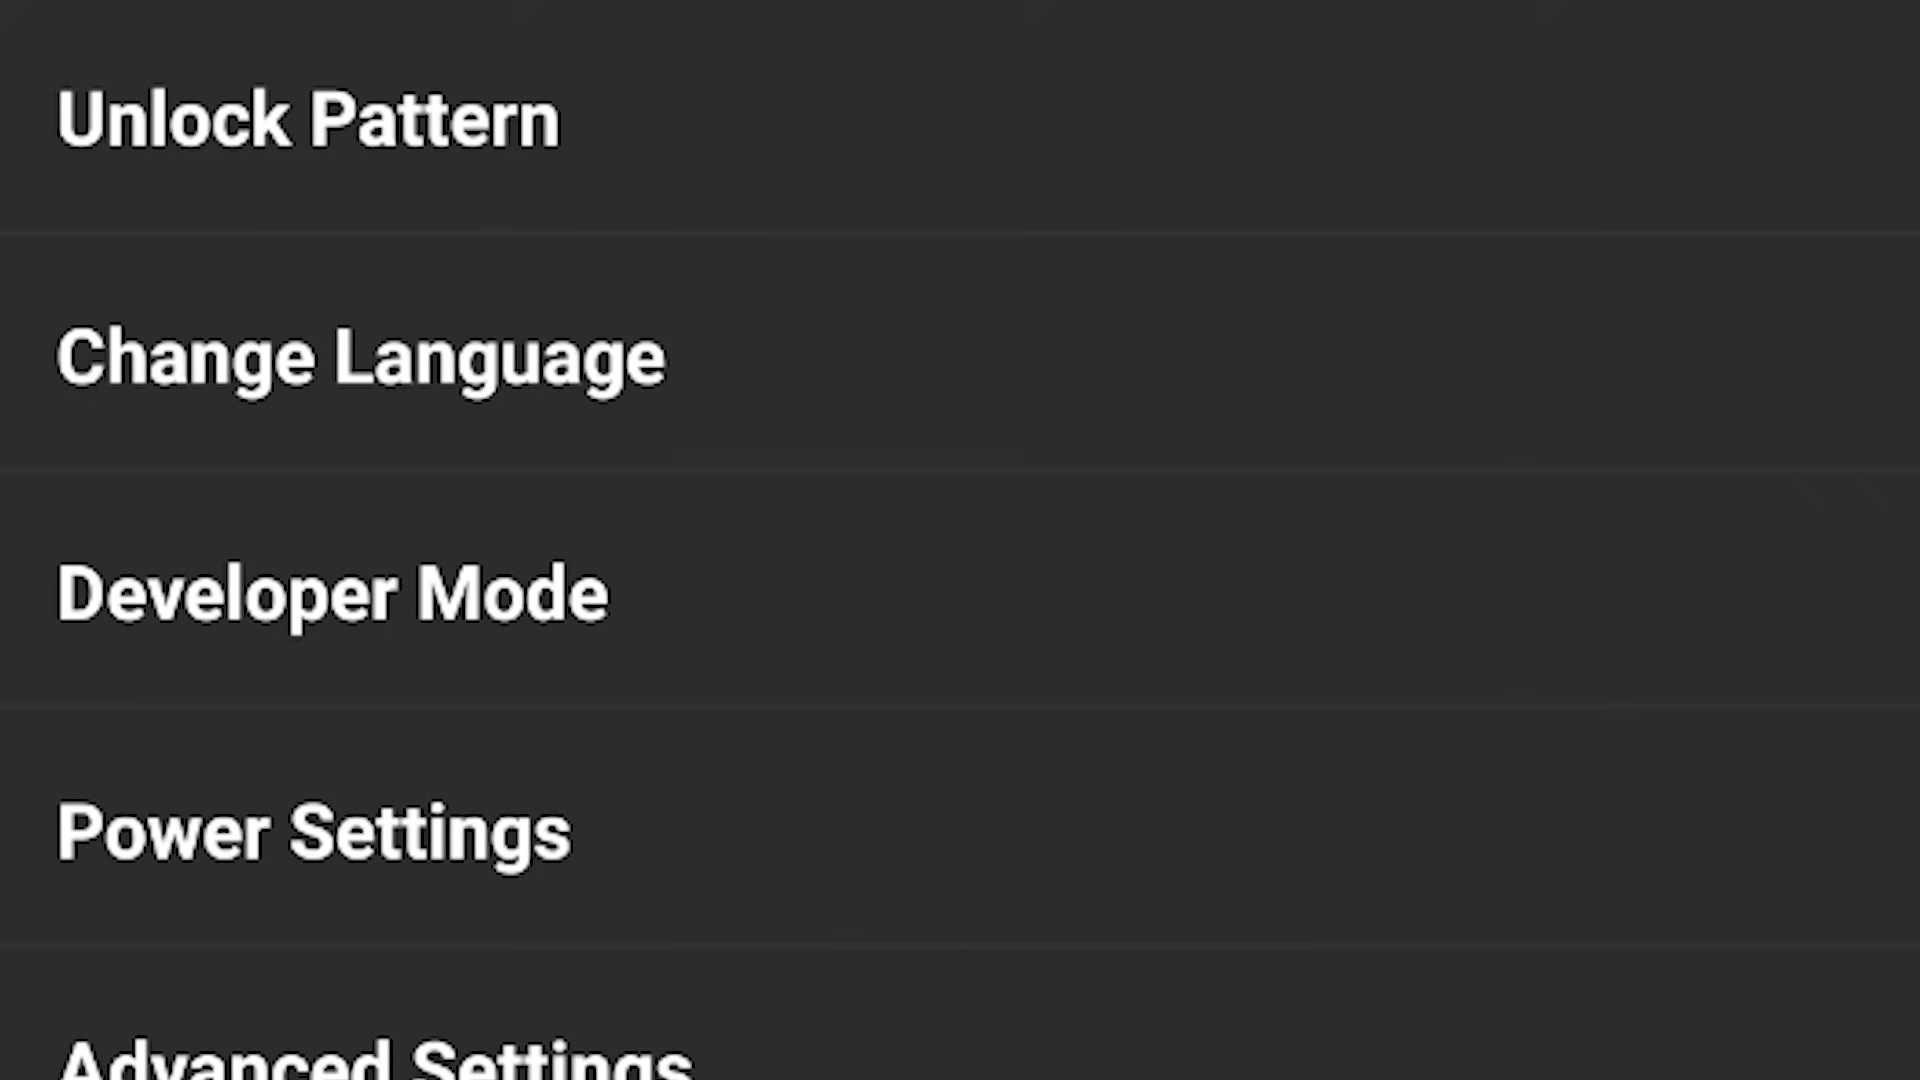 Unlock Pattern
Change Language
Developer Mode
Power Settings
Advanced Settings